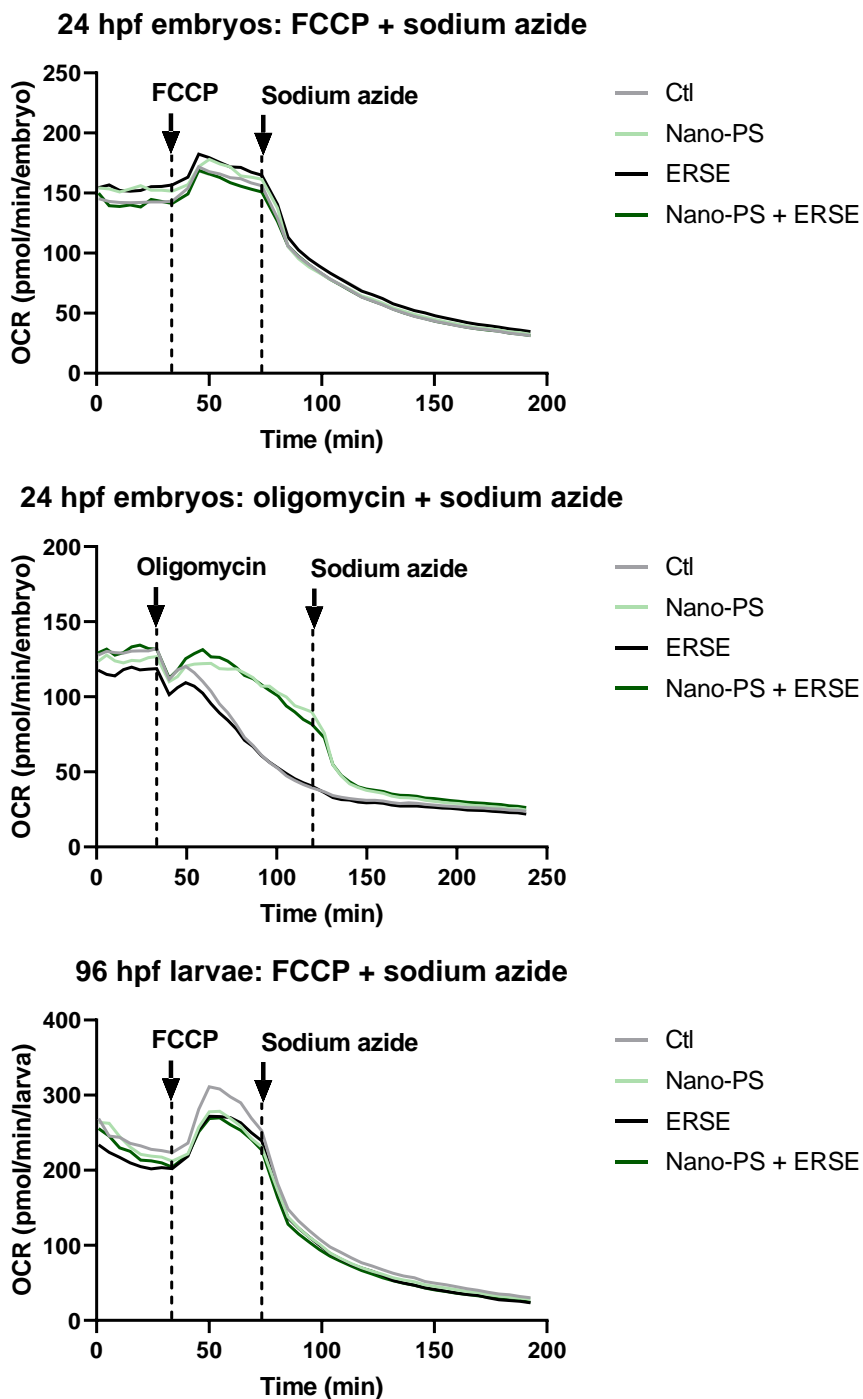 24 hpf embryos: FCCP + sodium azide
250
200
150
100
50
0
OCR (pmol/min/embryo)
FCCP
Sodium azide
0 50 100 150 200
Time (min)
Ctl
Nano-PS
ERSE
Nano-PS + ERSE
24 hpf embryos: oligomycin + sodium azide
200
150
100
50
0
OCR (pmol/min/embryo)
Oligomycin
Sodium azide
0 50 100 150 200 250
Time (min)
Ctl
Nano-PS
ERSE
Nano-PS + ERSE
96 hpf larvae: FCCP + sodium azide
400
300
200
100
0
OCR (pmol/min/larva)
FCCP
Sodium azide
0 50 100 150 200
Time (min)
Ctl
Nano-PS
ERSE
Nano-PS + ERSE